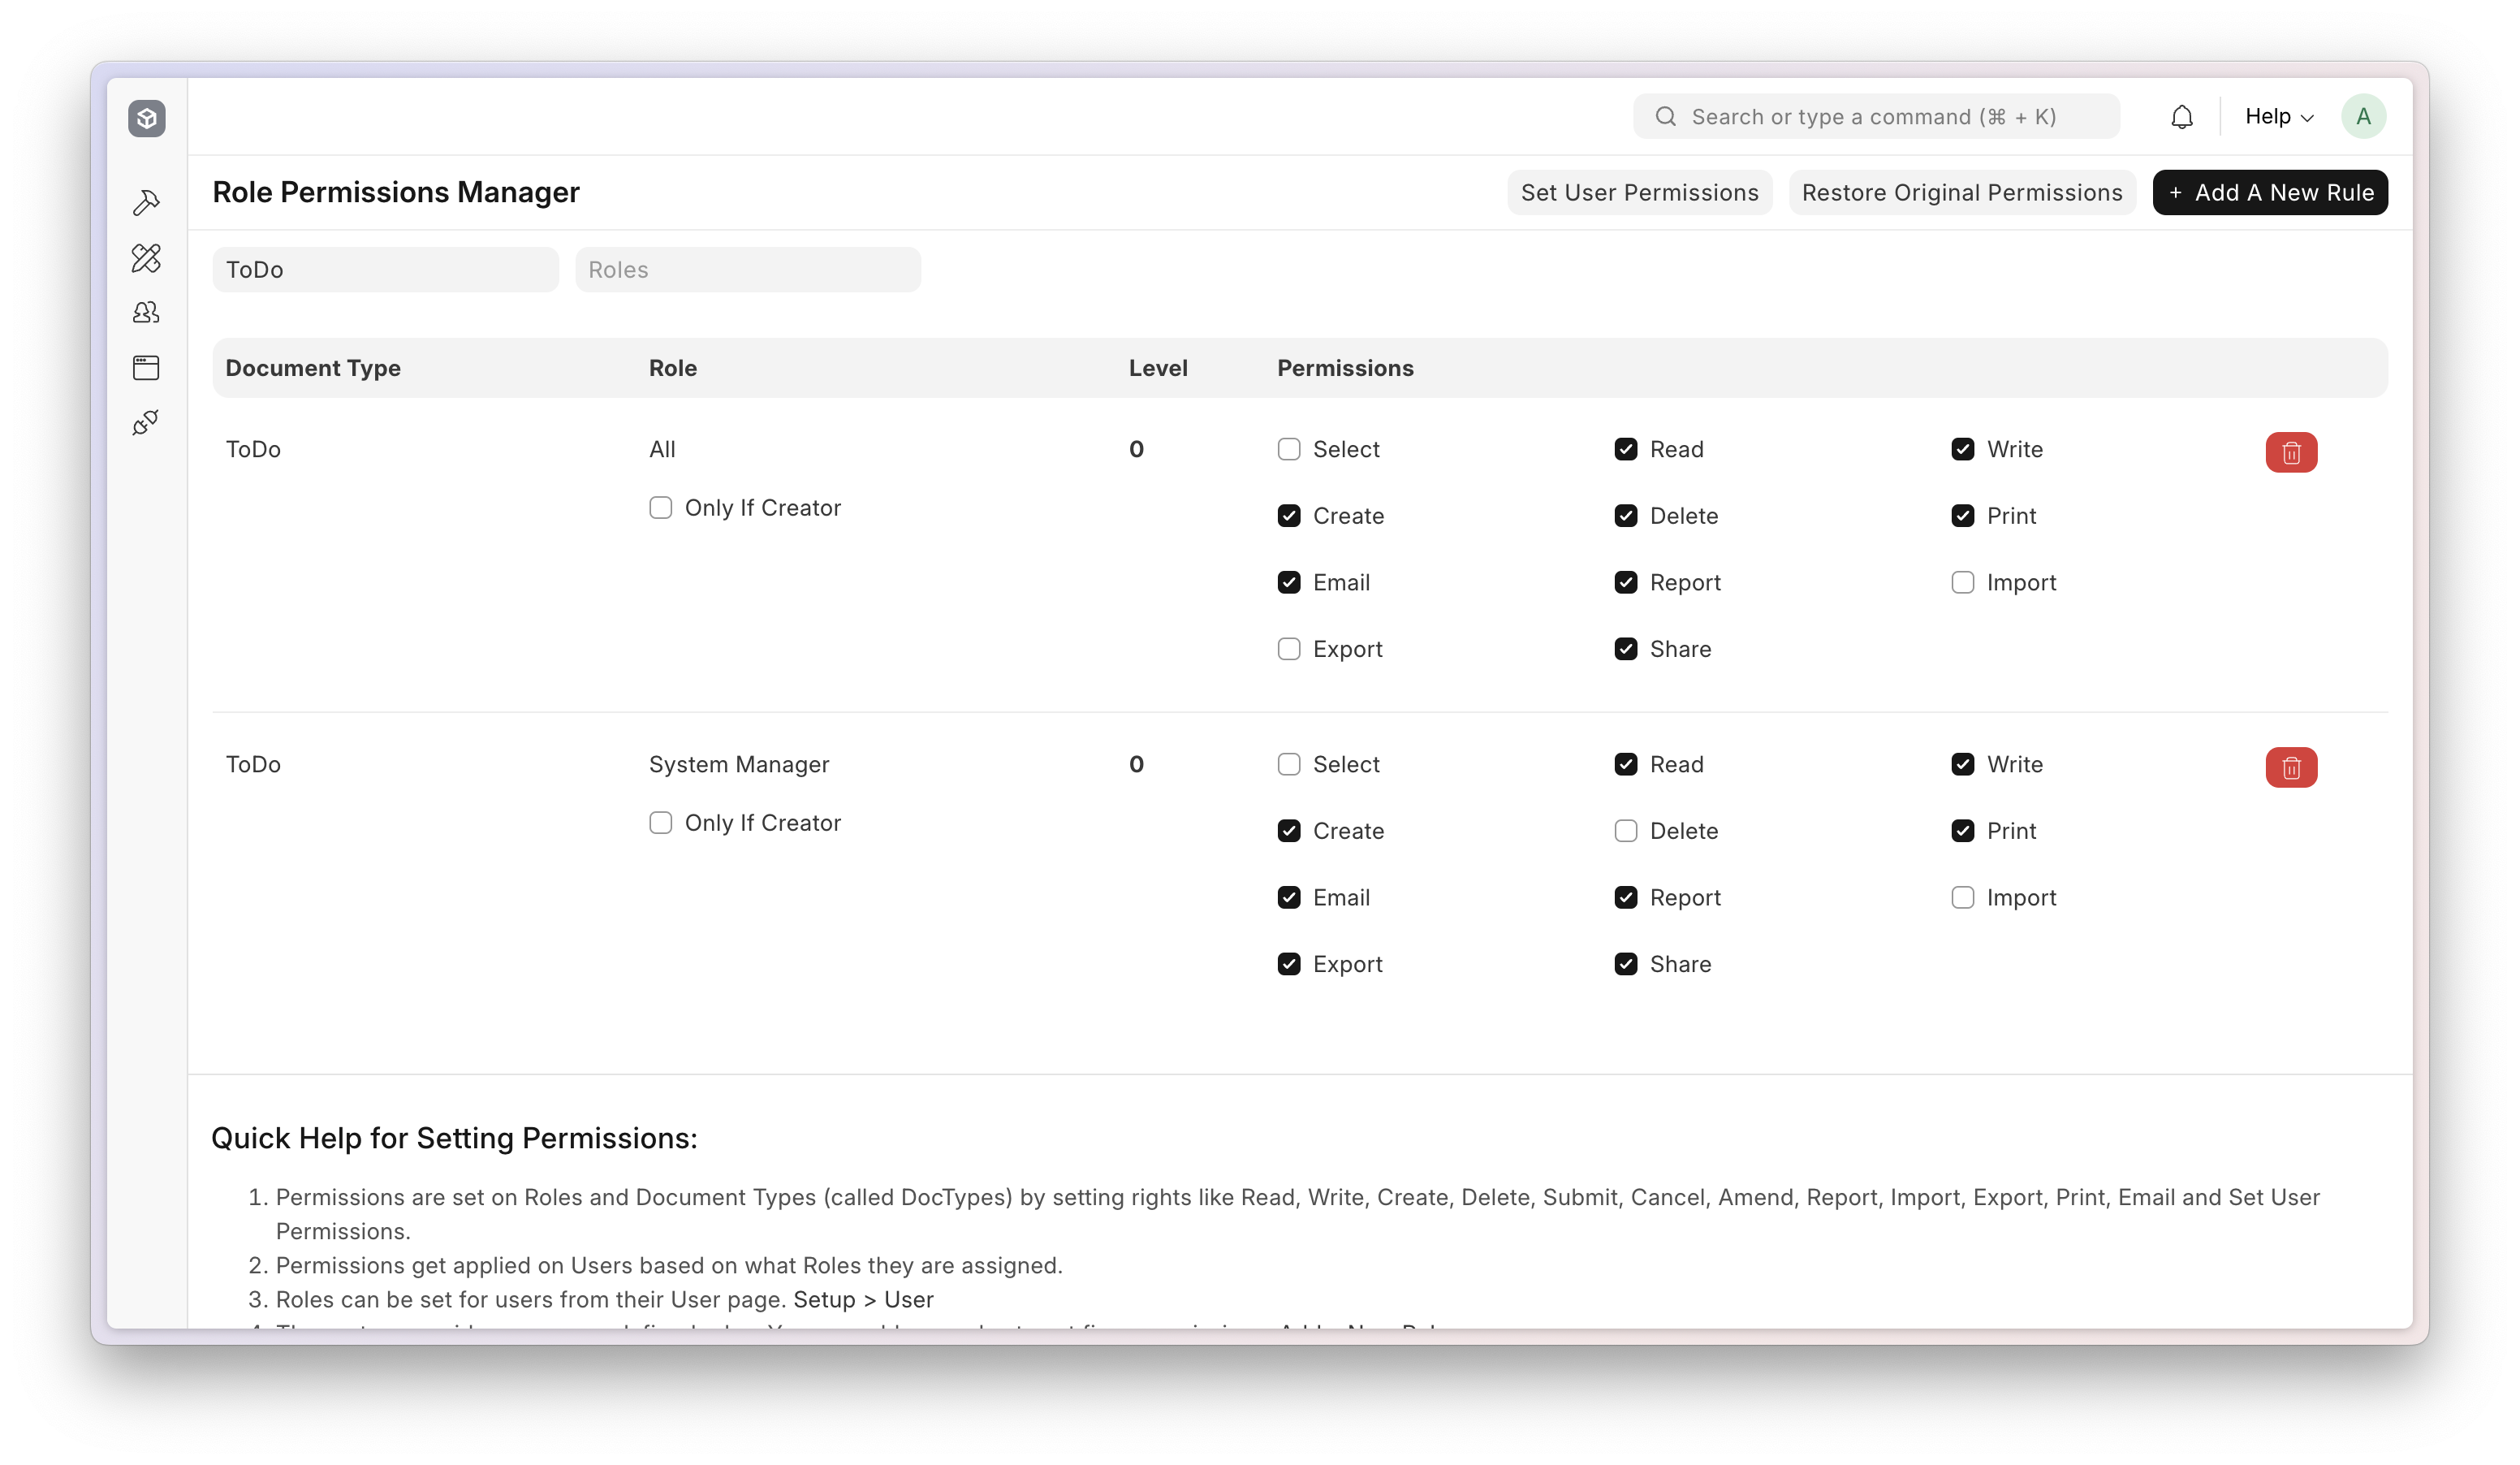 Search or type a command (⌘ + K)
Help
A
Role Permissions Manager
Set User Permissions
Restore Original Permissions
+ Add A New Rule
ToDo
Roles
Document Type Role Level Permissions
ToDo All 0 Select Read Write
Only If Creator
Create Delete Print
Email Report Import
Export Share
ToDo System Manager 0 Select Read Write
Only If Creator
Create Delete Print
Email Report Import
Export Share
Quick Help for Setting Permissions:
1. Permissions are set on Roles and Document Types (called DocTypes) by setting rights like Read, Write, Create, Delete, Submit, Cancel, Amend, Report, Import, Export, Print, Email and Set User
Permissions.
2. Permissions get applied on Users based on what Roles they are assigned.
3. Roles can be set for users from their User page. Setup > User